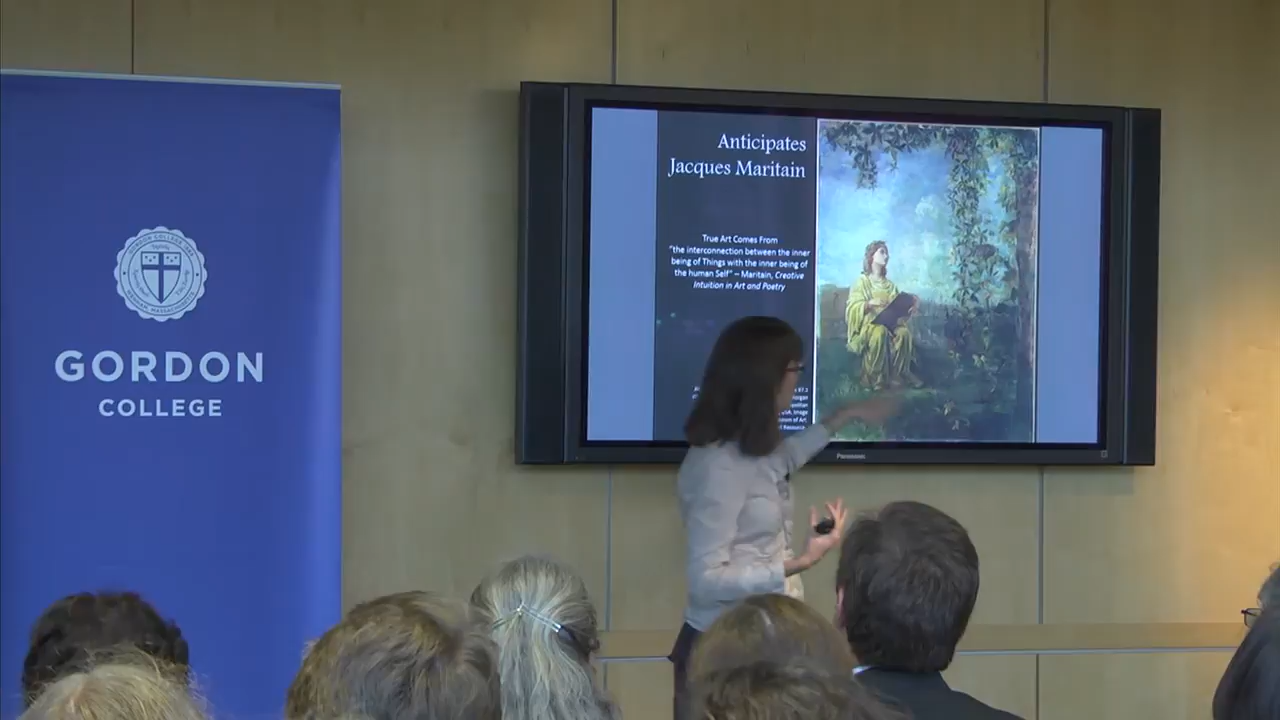 GORDON
COLLEGE
Anticipates
Jacques Maritain
True Art Comes From
"the interconnection between the inner
being of Things with the inner being of
the human Self" – Maritain, Creative
Intuition in Art and Poetry
Panasonic